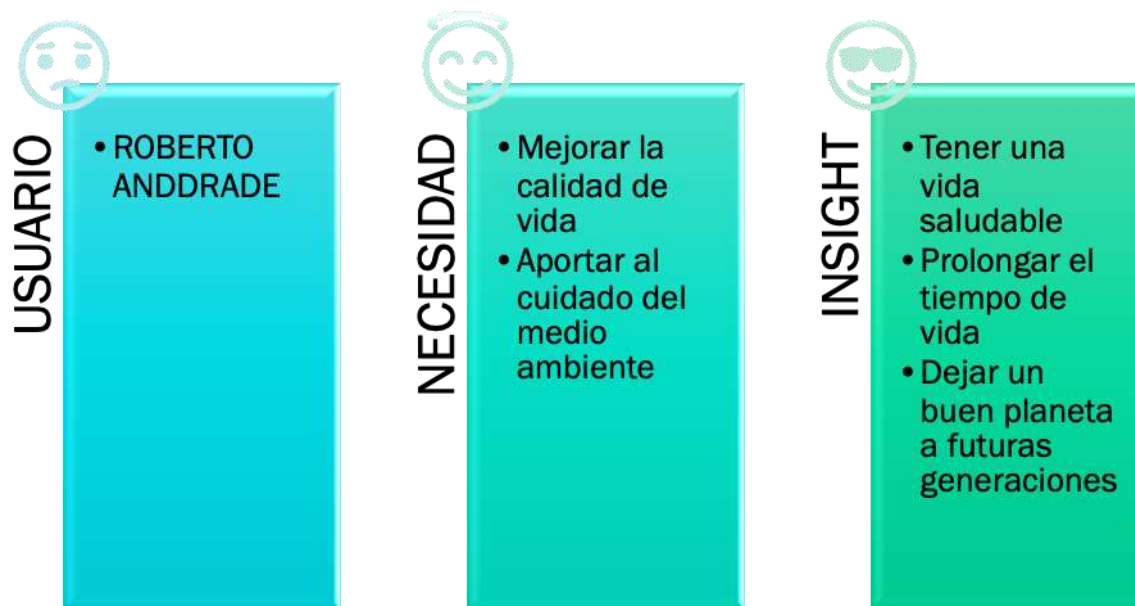 USUARIO
• ROBERTO
ANDDRADE
NECESIDAD
• Mejorar la
calidad de
vida
• Aportar al
cuidado del
medio
ambiente
INSIGHT
• Tener una
vida
saludable
• Prolongar el
tiempo de
vida
• Dejar un
buen planeta
a futuras
generaciones